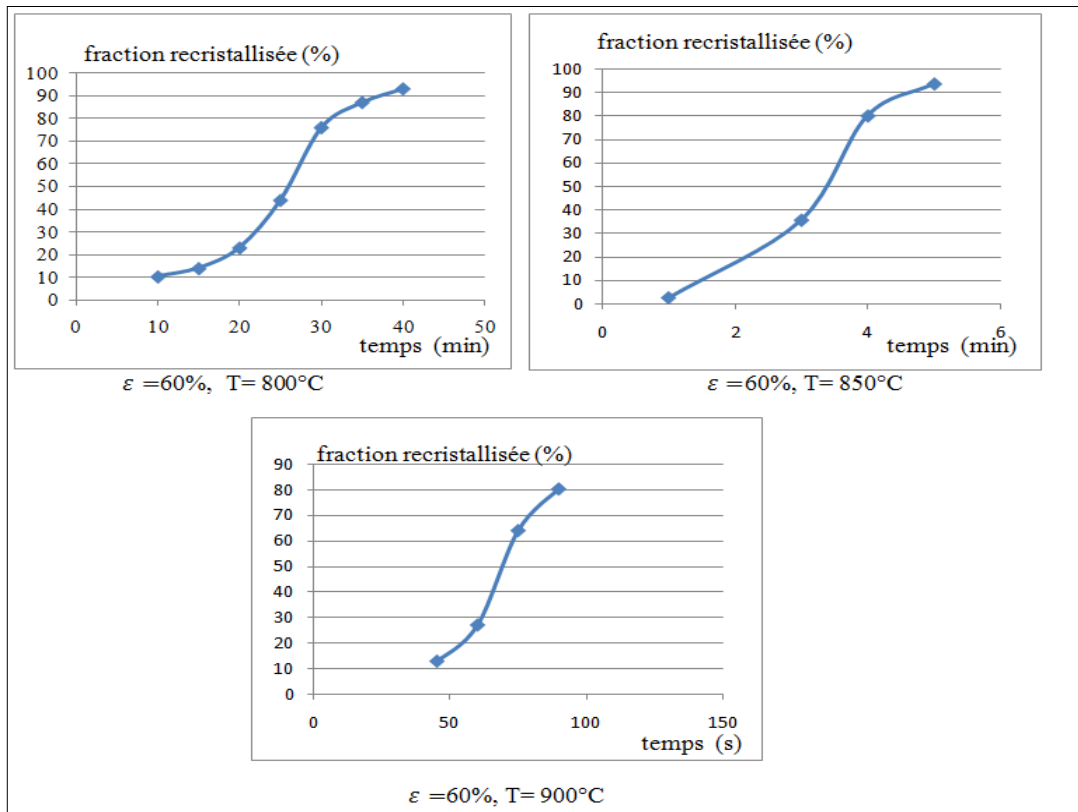 fraction recristallisée (%)
100
90
80
70
60
50
40
30
20
10
0
0 10 20 30 40 50
temps (min)
ε =60%, T= 800°C
fraction recristallisée (%)
100
90
80
70
60
50
40
30
20
10
0
0 2 4 6
temps (min)
ε =60%, T= 850°C
fraction recristallisée (%)
90
80
70
60
50
40
30
20
10
0
0 50 100 150
temps (s)
ε =60%, T= 900°C